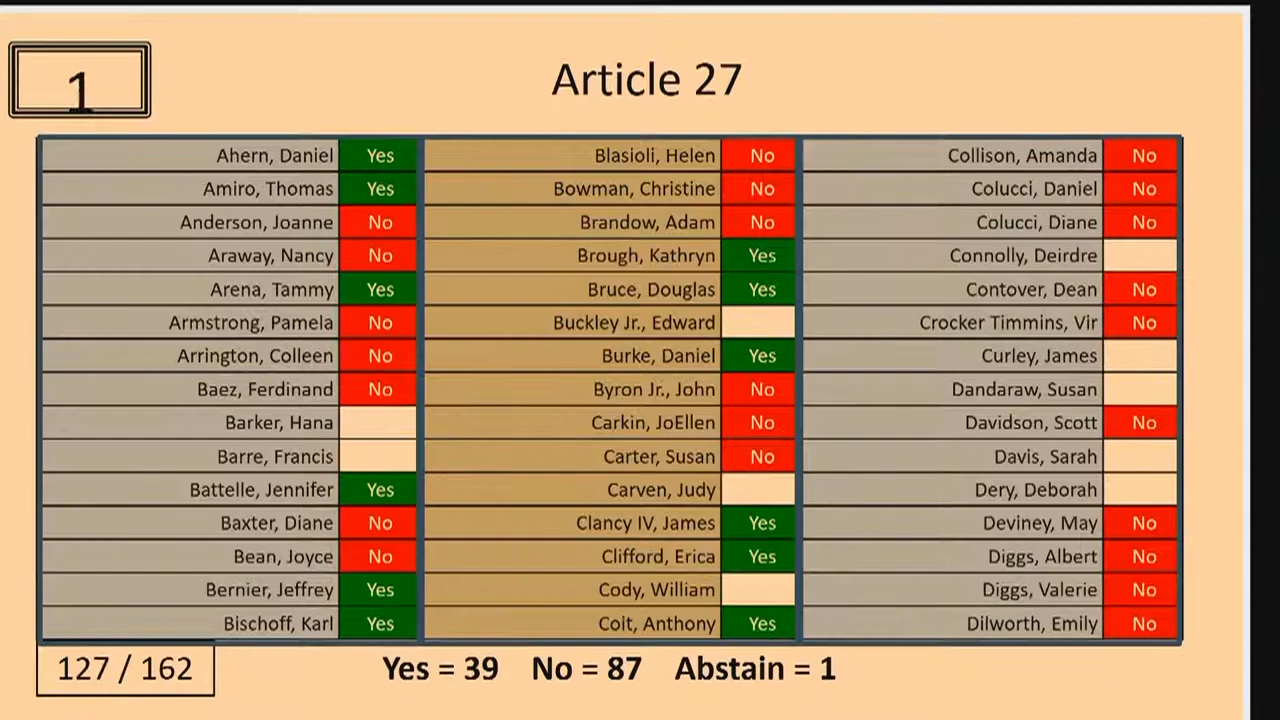 1
Article 27
Ahern, Daniel Yes
Amiro, Thomas Yes
Anderson, Joanne No
Araway, Nancy No
Arena, Tammy Yes
Armstrong, Pamela No
Arrington, Colleen No
Baez, Ferdinand No
Barker, Hana
Barre, Francis
Battelle, Jennifer Yes
Baxter, Diane No
Bean, Joyce No
Bernier, Jeffrey Yes
Bischoff, Karl Yes
Blasioli, Helen No
Bowman, Christine No
Brandow, Adam No
Brough, Kathryn Yes
Bruce, Douglas Yes
Buckley Jr., Edward
Burke, Daniel Yes
Byron Jr., John No
Carkin, JoEllen No
Carter, Susan No
Carven, Judy
Clancy IV, James Yes
Clifford, Erica Yes
Cody, William
Coit, Anthony Yes
Collison, Amanda No
Colucci, Daniel No
Colucci, Diane No
Connolly, Deirdre
Contover, Dean No
Crocker Timmins, Vir No
Curley, James
Dandaraw, Susan
Davidson, Scott No
Davis, Sarah
Dery, Deborah
Deviney, May No
Diggs, Albert No
Diggs, Valerie No
Dilworth, Emily No
127 / 162
Yes = 39 No = 87 Abstain = 1